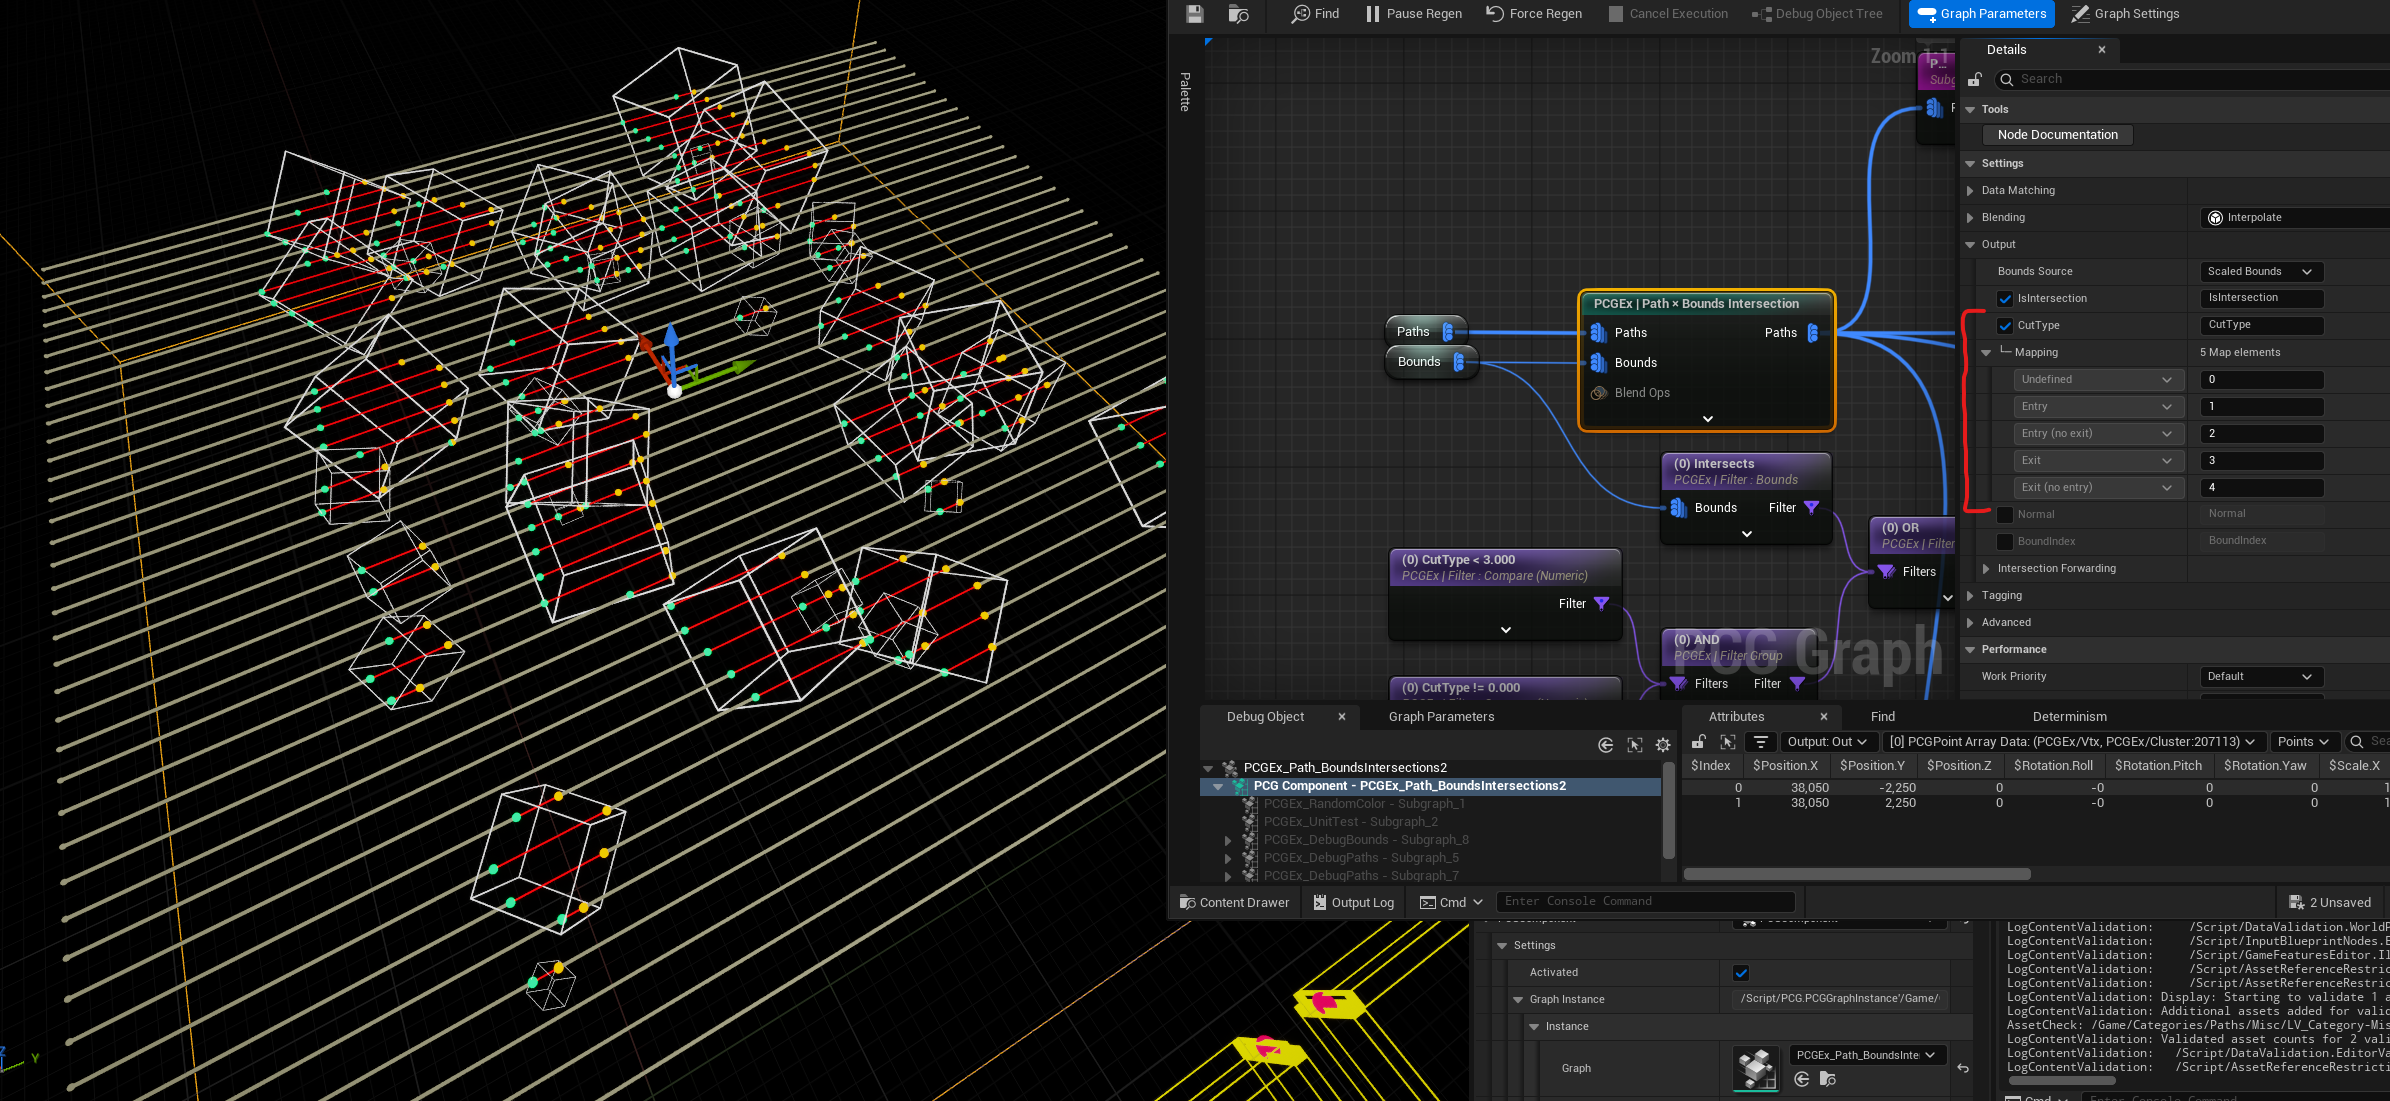 Find
Pause Regen
Force Regen
Cancel Execution
Debug Object Tree
Graph Parameters
Graph Settings
Palette
Zoom 1:1
P...
Details
Search
Tools
Node Documentation
Settings
Data Matching
Blending
Interpolate
Output
Bounds Source
Scaled Bounds
IsIntersection
IsIntersection
CutType
CutType
Mapping
5 Map elements
Undefined
0
Entry
1
Entry (no exit)
2
Exit
3
Exit (no entry)
4
Normal
Normal
BoundIndex
BoundIndex
Intersection Forwarding
Tagging
Advanced
Performance
Work Priority
Default
PCGEx | Path × Bounds Intersection
Paths
Bounds
Paths
Paths
Bounds
Blend Ops
(0) Intersects
PCGEx | Filter : Bounds
Bounds
Filter
(0) OR
PCGEx | Filter
Filters
(0) CutType < 3.000
PCGEx | Filter : Compare (Numeric)
Filter
(0) AND
PCGEx | Filter Group
Filters
Filter
(0) CutType != 0.000
PCG Graph
Debug Object
Graph Parameters
PCGEx_Path_BoundsIntersections2
PCG Component - PCGEx_Path_BoundsIntersections2
PCGEx_RandomColor - Subgraph_1
PCGEx_UnitTest - Subgraph_2
PCGEx_DebugBounds - Subgraph_8
PCGEx_DebugPaths - Subgraph_5
PCGEx_DebugPaths - Subgraph_7
Attributes
Find
Determinism
Output: Out
[0] PCGPoint Array Data: (PCGEx/Vtx, PCGEx/Cluster:207113)
Points
$Index $Position.X $Position.Y $Position.Z $Rotation.Roll $Rotation.Pitch $Rotation.Yaw $Scale.X
0 38,050 -2,250 0 -0 0 0
1 38,050 2,250 0 -0 0 0
Content Drawer
Output Log
Cmd
Enter Console Command
2 Unsaved
Settings
Activated
Graph Instance
/Script/PCG.PCGGraphInstance'/Game/
Instance
Graph
PCGEx_Path_BoundsInte
LogContentValidation: /Script/DataValidation.WorldP
LogContentValidation: /Script/InputBlueprintNodes.E
LogContentValidation: /Script/GameFeaturesEditor.Il
LogContentValidation: /Script/AssetReferenceRestric
LogContentValidation: /Script/AssetReferenceRestric
LogContentValidation: Display: Starting to validate 1 a
LogContentValidation: Additional assets added for valid
AssetCheck: /Game/Categories/Paths/Misc/LV_Category-Mis
LogContentValidation: Validated asset counts for 2 vali
LogContentValidation: /Script/DataValidation.EditorVa
LogContentValidation: /Script/AssetReferenceRestricti
Y